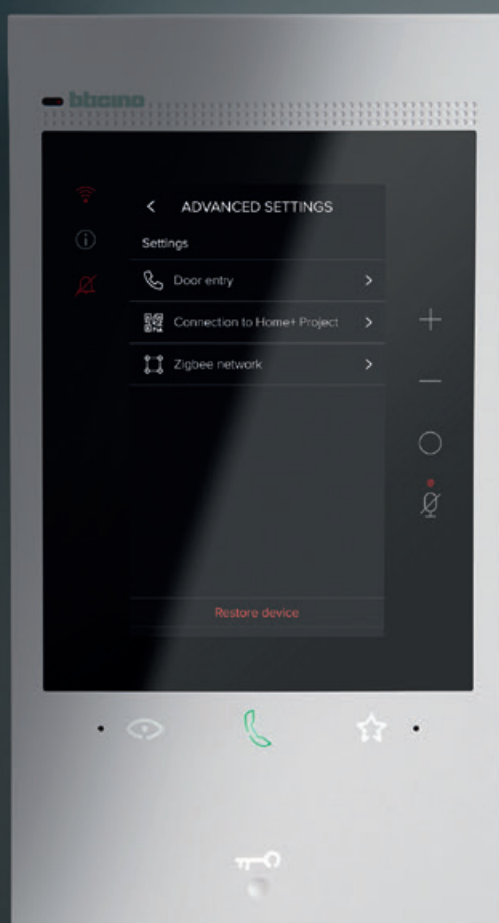 bticino
ADVANCED SETTINGS
Settings
Door entry
Connection to Home+ Project
Zigbee network
Restore device